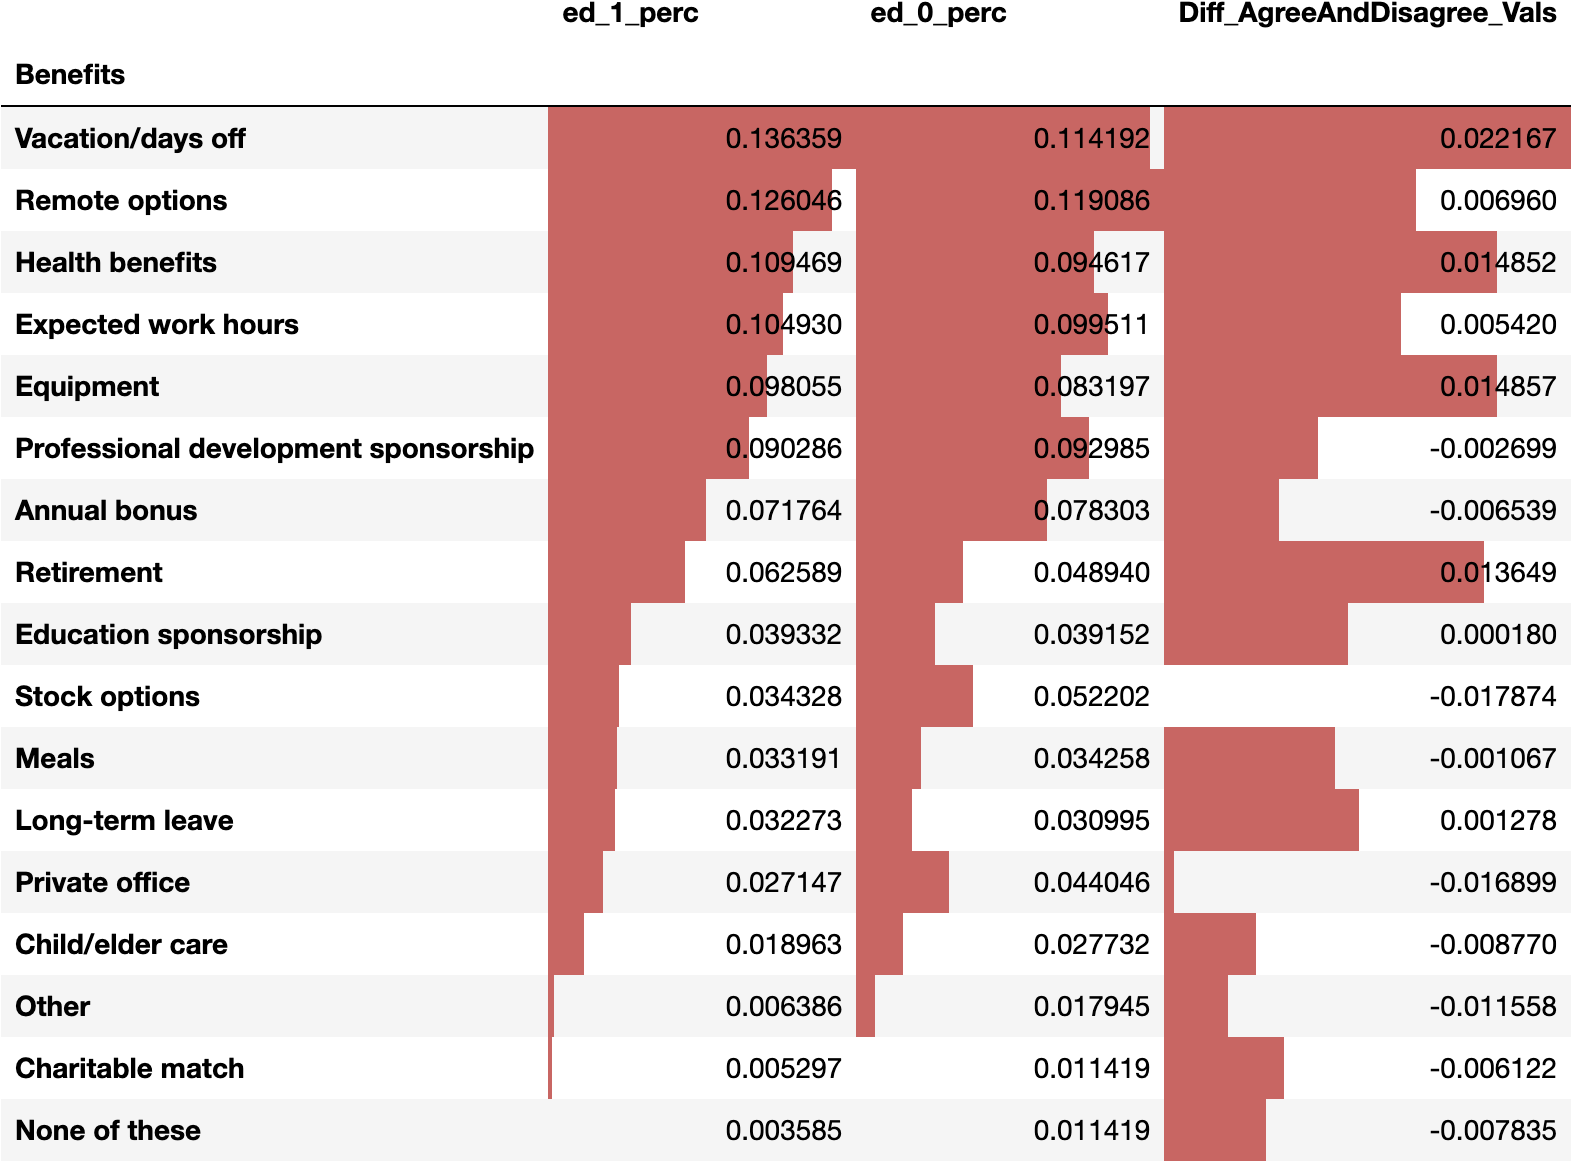 ed_1_perc ed_0_perc Diff_AgreeAndDisagree_Vals
Benefits
Vacation/days off 0.136359 0.114192 0.022167
Remote options 0.126046 0.119086 0.006960
Health benefits 0.109469 0.094617 0.014852
Expected work hours 0.104930 0.099511 0.005420
Equipment 0.098055 0.083197 0.014857
Professional development sponsorship 0.090286 0.092985 -0.002699
Annual bonus 0.071764 0.078303 -0.006539
Retirement 0.062589 0.048940 0.013649
Education sponsorship 0.039332 0.039152 0.000180
Stock options 0.034328 0.052202 -0.017874
Meals 0.033191 0.034258 -0.001067
Long-term leave 0.032273 0.030995 0.001278
Private office 0.027147 0.044046 -0.016899
Child/elder care 0.018963 0.027732 -0.008770
Other 0.006386 0.017945 -0.011558
Charitable match 0.005297 0.011419 -0.006122
None of these 0.003585 0.011419 -0.007835